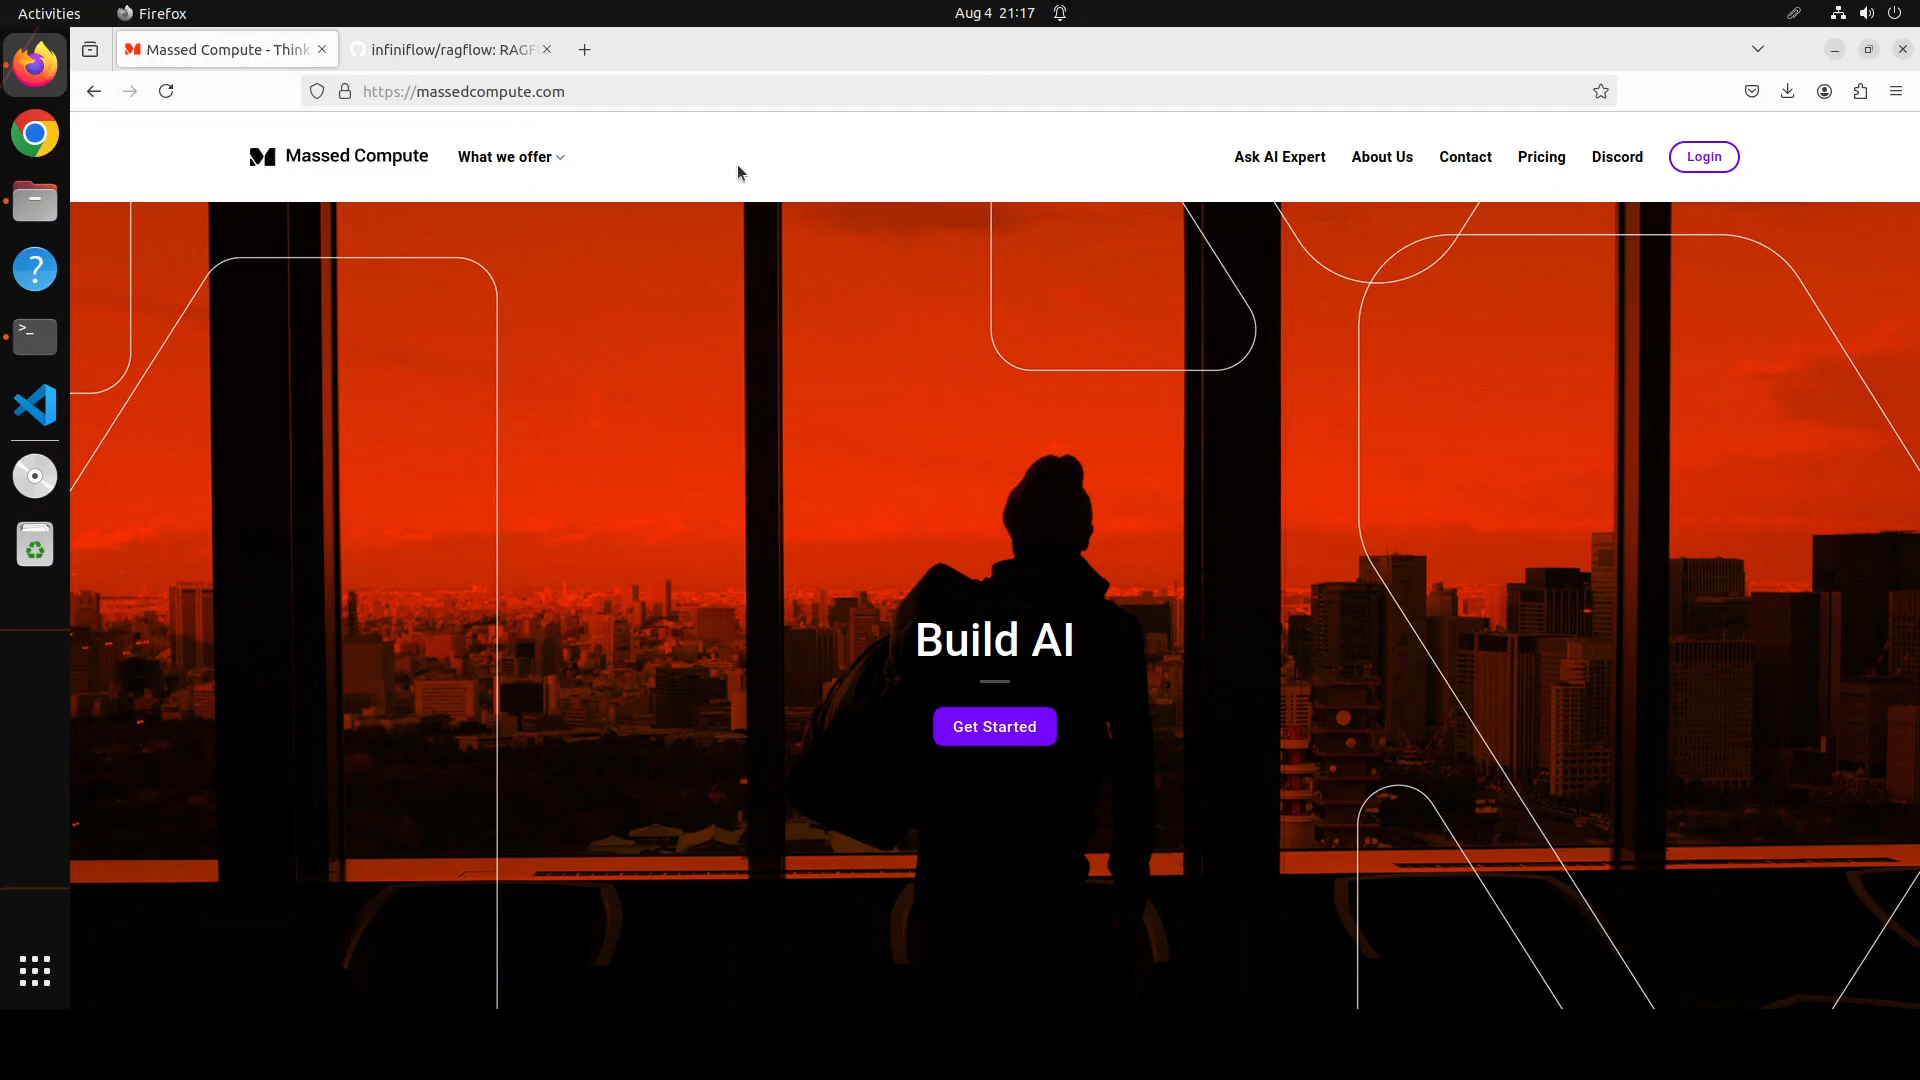 Activities
Firefox
Aug 4 21:17
Massed Compute - Think
infiniflow/ragflow: RAGF
https://massedcompute.com
Massed Compute
What we offer
Ask AI Expert
About Us
Contact
Pricing
Discord
Login
Build AI
Get Started